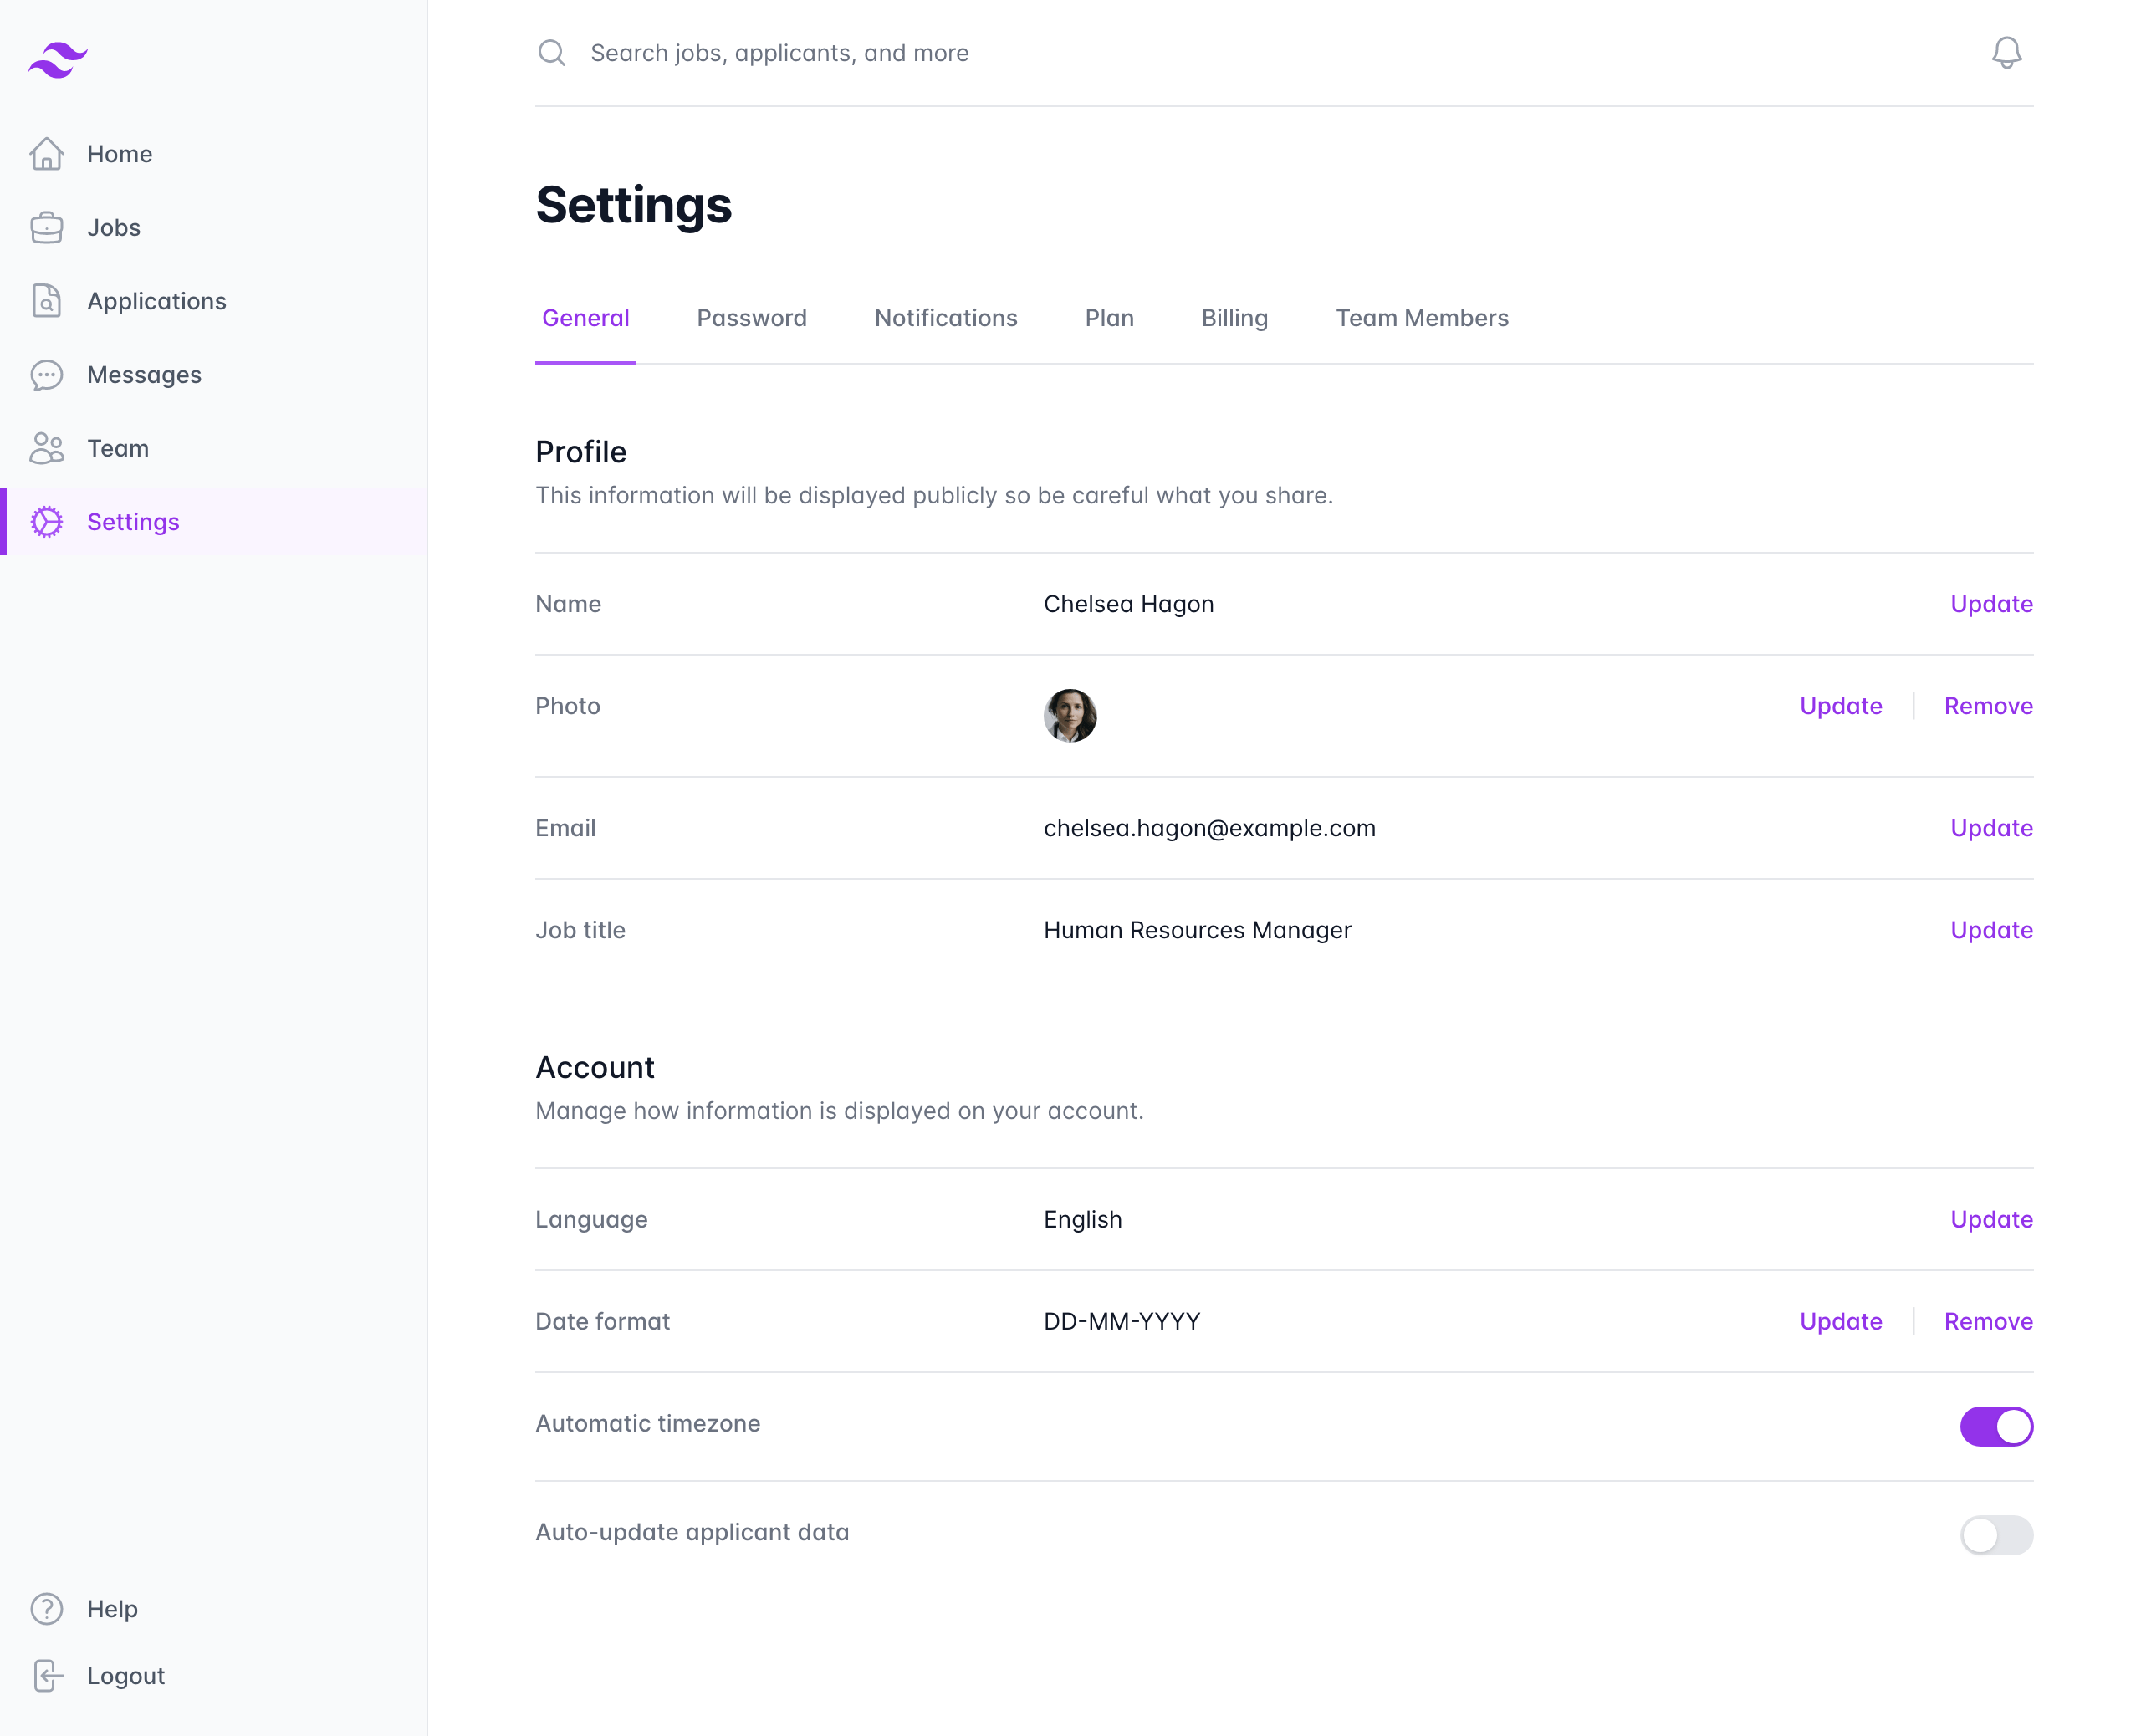 Home
Jobs
Applications
Messages
Team
Settings
Help
Logout
Search jobs, applicants, and more
Settings
General Password Notifications Plan Billing Team Members
Profile
This information will be displayed publicly so be careful what you share.
Name Chelsea Hagon Update
Photo Update Remove
Email chelsea.hagon@example.com Update
Job title Human Resources Manager Update
Account
Manage how information is displayed on your account.
Language English Update
Date format DD-MM-YYYY Update Remove
Automatic timezone
Auto-update applicant data